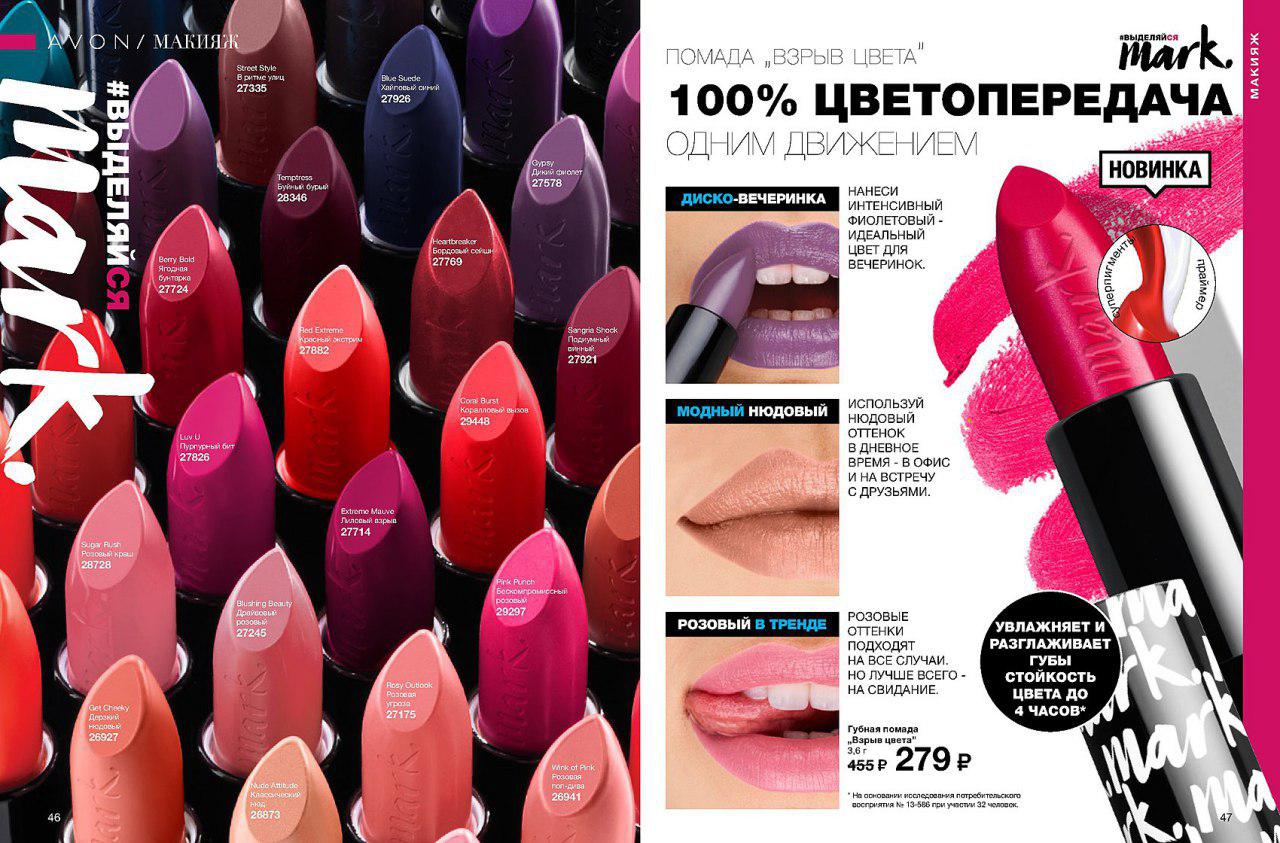 AVON / МАКИЯЖ
#ВЫДЕЛЯЙСЯ
mark.
Street Style
В ритме улиц
27335
Blue Suede
Хайповый синий
27926
Temptress
Буйный бурый
28346
Gypsy
Дикий фиолет
27578
Berry Bold
Ягодная
бунтарка
27724
Heartbreaker
Бордовый сейшн
27769
Red Extreme
Красный экстрим
27882
Sangria Shock
Подиумный
винный
27921
Coral Burst
Коралловый вызов
29448
Luv U
Пурпурный бит
27826
Extreme Mauve
Лиловый взрыв
27714
Sugar Rush
Розовый краш
28728
Blushing Beauty
Драйвовый
розовый
27245
Pink Punch
Бескомпромиссный
розовый
29297
Get Cheeky
Дерзкий
нюдовый
26927
Rosy Outlook
Розовая
угроза
27175
Nude Attitude
Классический
нюд
26873
Wink of Pink
Розовая
поп-дива
26941
46
#ВЫДЕЛЯЙСЯ
mark.
МАКИЯЖ
ПОМАДА „ВЗРЫВ ЦВЕТА"
100% ЦВЕТОПЕРЕДАЧА
ОДНИМ ДВИЖЕНИЕМ
НОВИНКА
суперпигменты
праймер
ДИСКО-ВЕЧЕРИНКА
НАНЕСИ
ИНТЕНСИВНЫЙ
ФИОЛЕТОВЫЙ -
ИДЕАЛЬНЫЙ
ЦВЕТ ДЛЯ
ВЕЧЕРИНОК.
МОДНЫЙ НЮДОВЫЙ
ИСПОЛЬЗУЙ
НЮДОВЫЙ
ОТТЕНОК
В ДНЕВНОЕ
ВРЕМЯ - В ОФИС
И НА ВСТРЕЧУ
С ДРУЗЬЯМИ.
РОЗОВЫЙ В ТРЕНДЕ
РОЗОВЫЕ
ОТТЕНКИ
ПОДХОДЯТ
НА ВСЕ СЛУЧАИ.
НО ЛУЧШЕ ВСЕГО -
НА СВИДАНИЕ.
УВЛАЖНЯЕТ И
РАЗГЛАЖИВАЕТ
ГУБЫ
СТОЙКОСТЬ
ЦВЕТА ДО
4 ЧАСОВ*
Губная помада
„Взрыв цвета"
3,6 г
455 ₽ 279 ₽
* На основании исследования потребительского
восприятия № 13-586 при участии 32 человек.
mark.
mark.
mark.
47